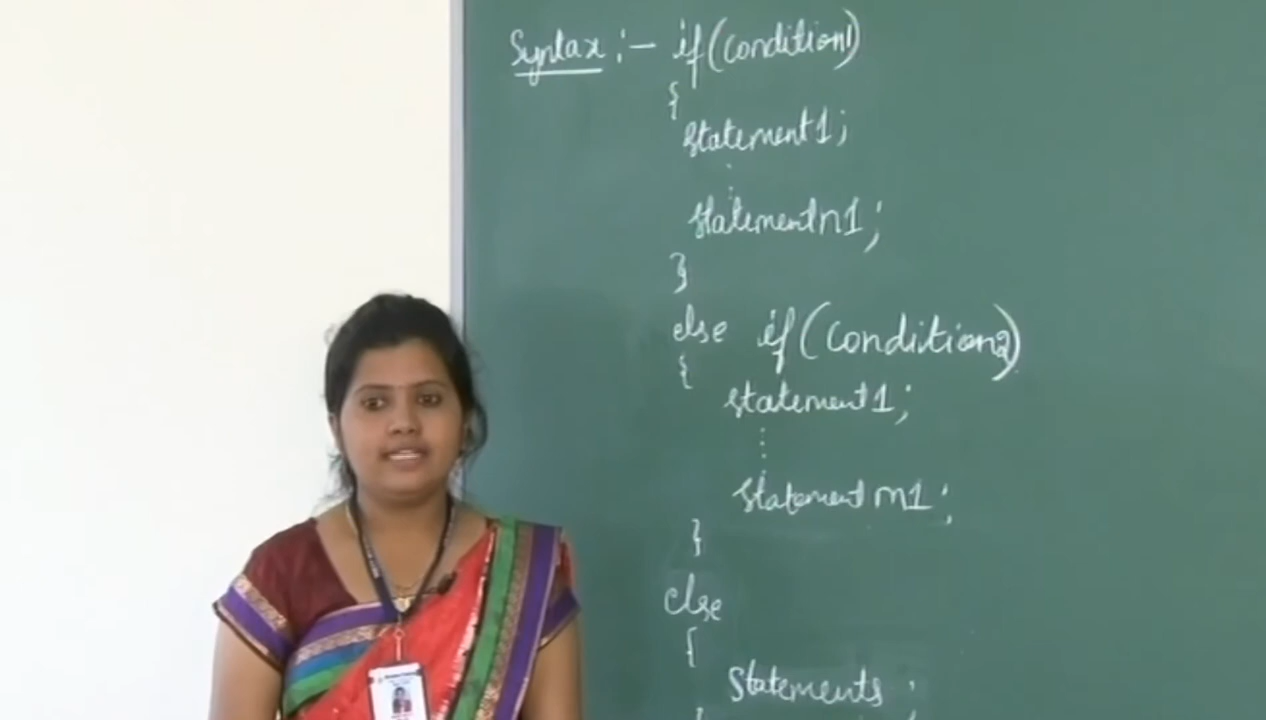 Syntax :- if(condition1)
{
statement1;
statementn1;
}
else if(condition2)
{
statement1;
statement m1;
}
else
{
Statements;